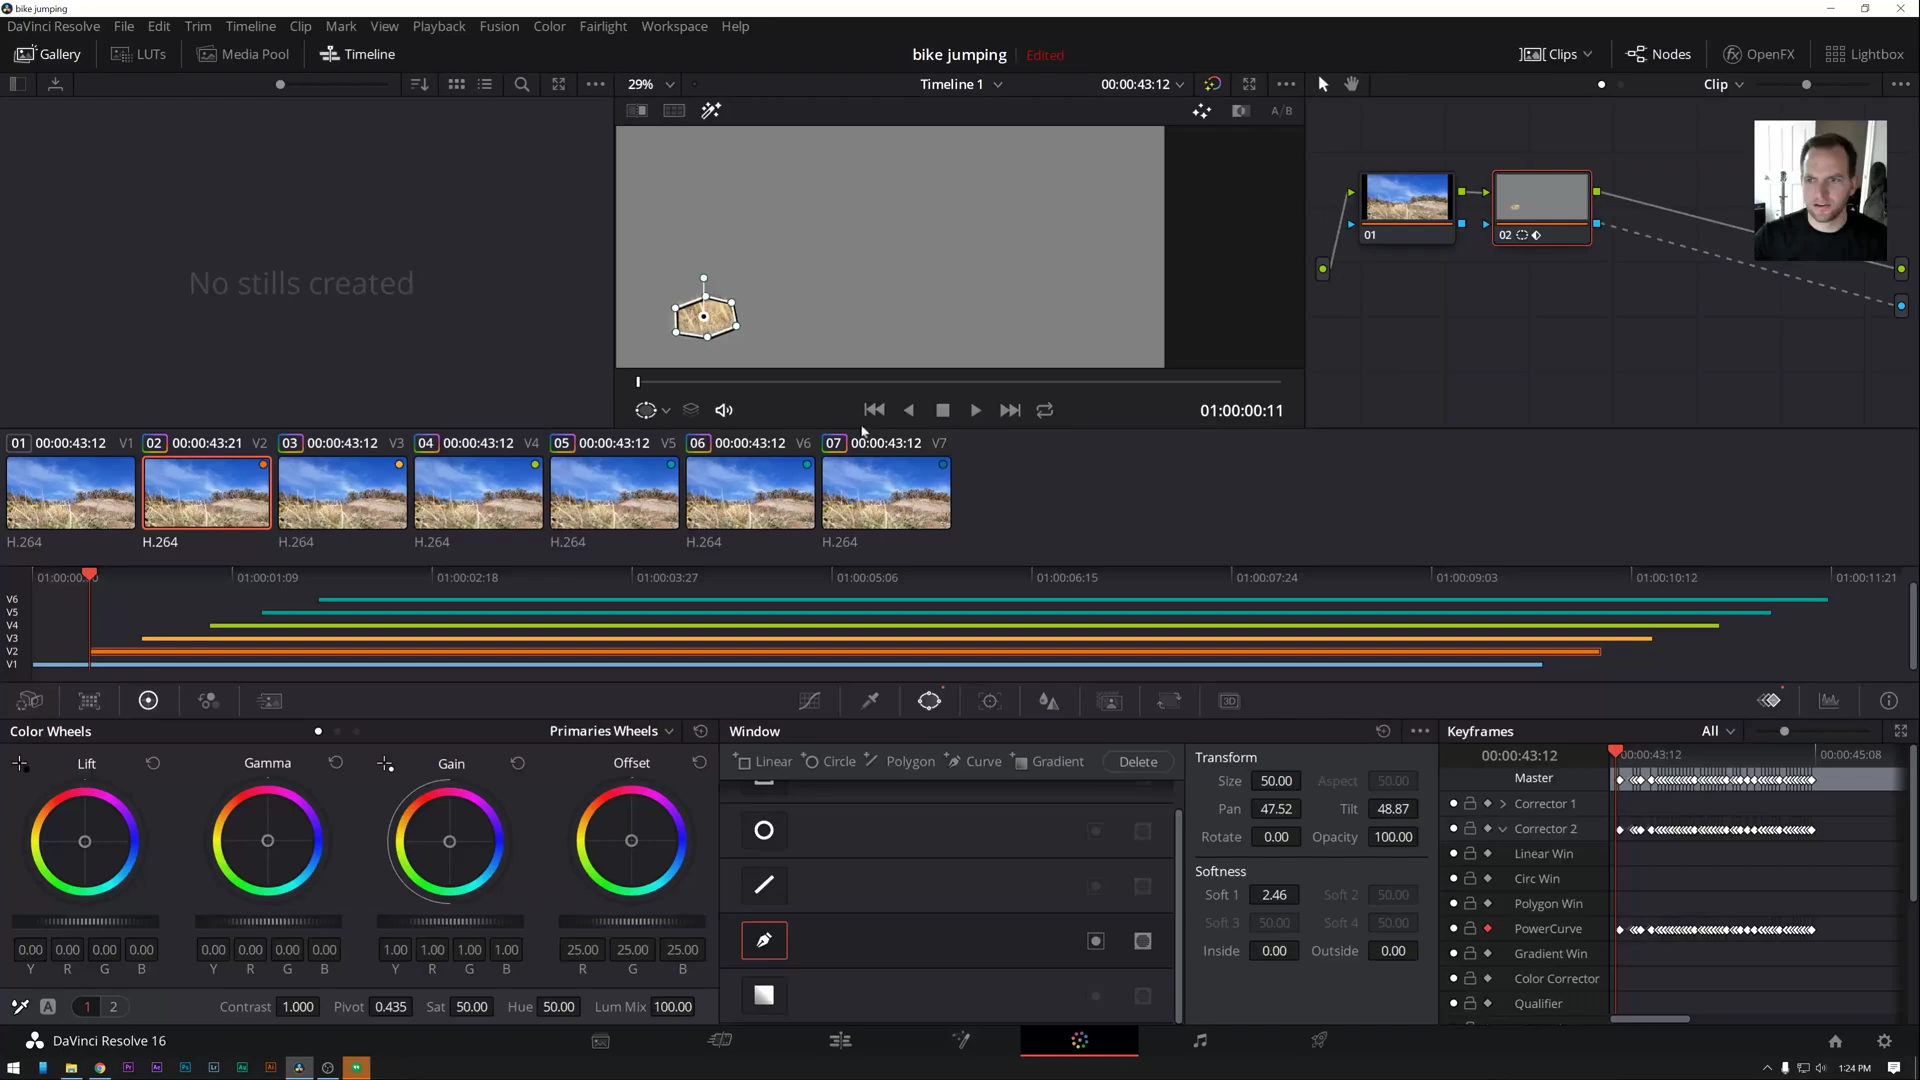 bike jumping
DaVinci Resolve File Edit Trim Timeline Clip Mark View Playback Fusion Color Fairlight Workspace Help
Gallery LUTs Media Pool Timeline bike jumping Edited Clips Nodes OpenFX Lightbox
29% Timeline 1 00:00:43:12 Clip
A/B
No stills created
01 02
01:00:00:11
01 00:00:43:12 V1 02 00:00:43:21 V2 03 00:00:43:12 V3 04 00:00:43:12 V4 05 00:00:43:12 V5 06 00:00:43:12 V6 07 00:00:43:12 V7
H.264 H.264 H.264 H.264 H.264 H.264 H.264
01:00:01:09 01:00:02:18 01:00:03:27 01:00:05:06 01:00:06:15 01:00:07:24 01:00:09:03 01:00:10:12 01:00:11:21
V6
V5
V4
V3
V2
V1
3D
Color Wheels Primaries Wheels Window Keyframes All
Lift Gamma Gain Offset
Linear Circle Polygon Curve Gradient Delete
Transform
Size 50.00 Aspect 50.00
Pan 47.52 Tilt 48.87
Rotate 0.00 Opacity 100.00
Softness
Soft 1 2.46 Soft 2 50.00
Soft 3 50.00 Soft 4 50.00
Inside 0.00 Outside 0.00
00:00:43:12 00:00:43:12 00:00:45:08
Master
Corrector 1
Corrector 2
Linear Win
Circ Win
Polygon Win
PowerCurve
Gradient Win
Color Corrector
Qualifier
0.00 0.00 0.00 0.00 0.00 0.00 0.00 0.00 1.00 1.00 1.00 1.00 25.00 25.00 25.00
Y R G B Y R G B Y R G B R G B
A 1 2 Contrast 1.000 Pivot 0.435 Sat 50.00 Hue 50.00 Lum Mix 100.00
DaVinci Resolve 16
Pr Ae Ps Lr Au Ai 1:24 PM